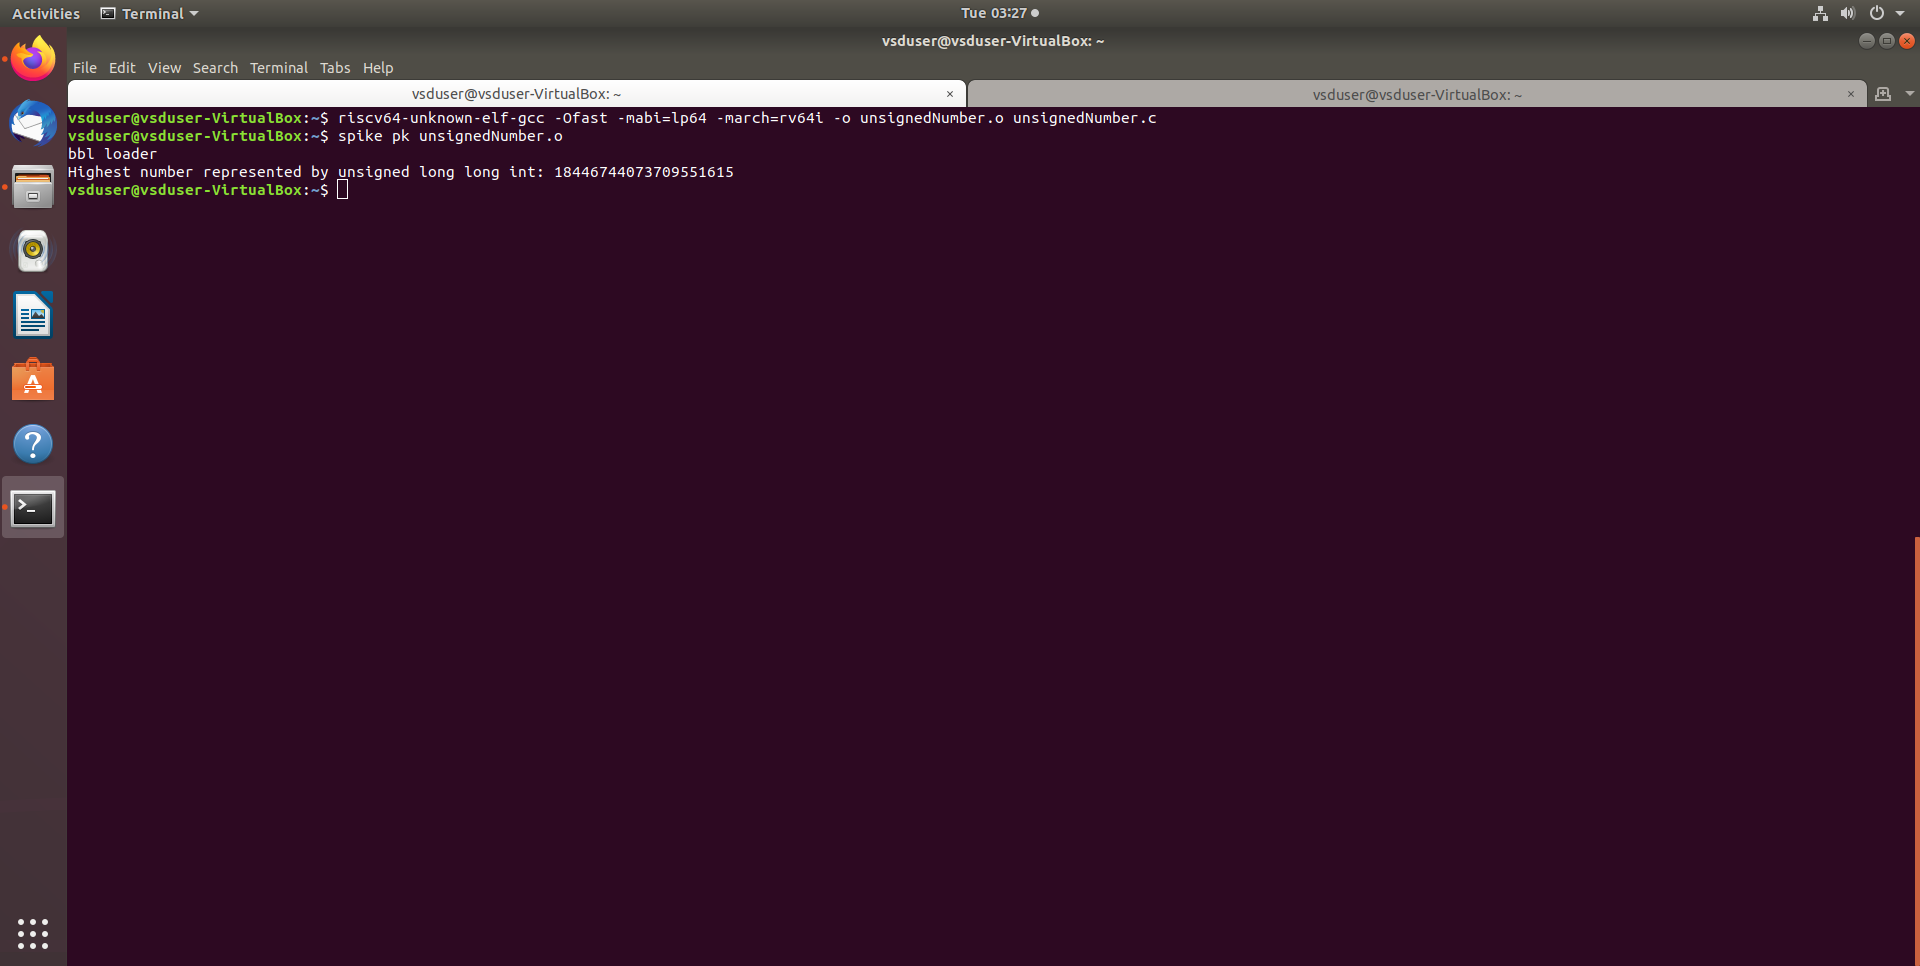 Activities Terminal Tue 03:27
vsduser@vsduser-VirtualBox: ~
File Edit View Search Terminal Tabs Help
vsduser@vsduser-VirtualBox: ~ × vsduser@vsduser-VirtualBox: ~ ×
vsduser@vsduser-VirtualBox:~$ riscv64-unknown-elf-gcc -Ofast -mabi=lp64 -march=rv64i -o unsignedNumber.o unsignedNumber.c
vsduser@vsduser-VirtualBox:~$ spike pk unsignedNumber.o
bbl loader
Highest number represented by unsigned long long int: 18446744073709551615
vsduser@vsduser-VirtualBox:~$